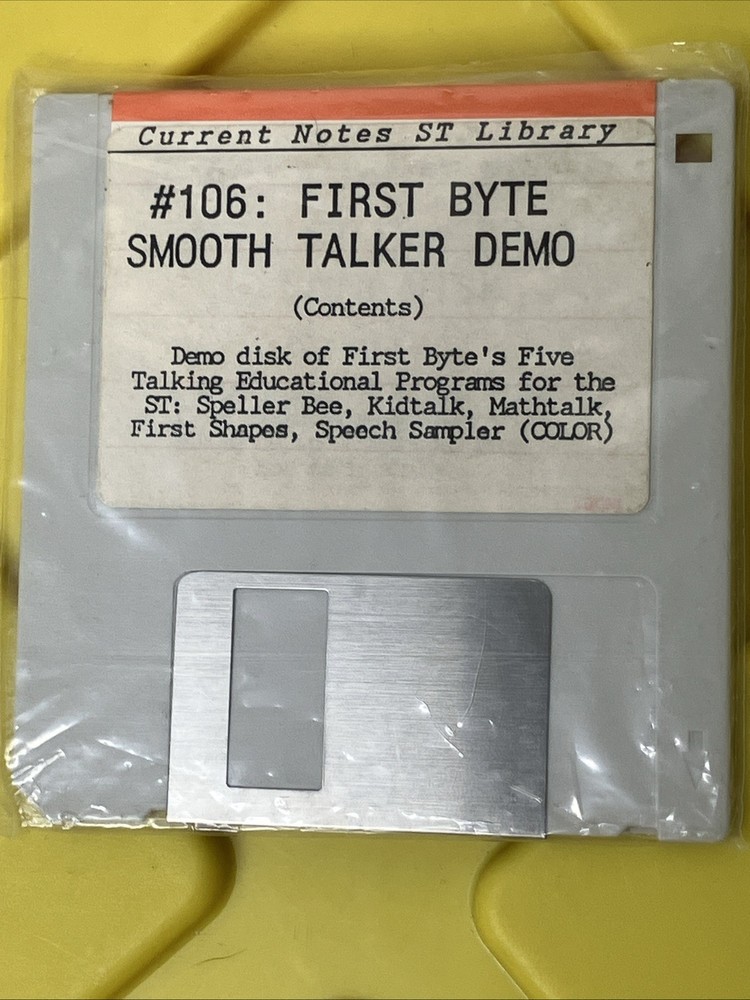 Current Notes ST Library
#106: FIRST BYTE
SMOOTH TALKER DEMO
(Contents)
Demo disk of First Byte's Five
Talking Educational Programs for the
ST: Speller Bee, Kidtalk, Mathtalk,
First Shapes, Speech Sampler (COLOR)